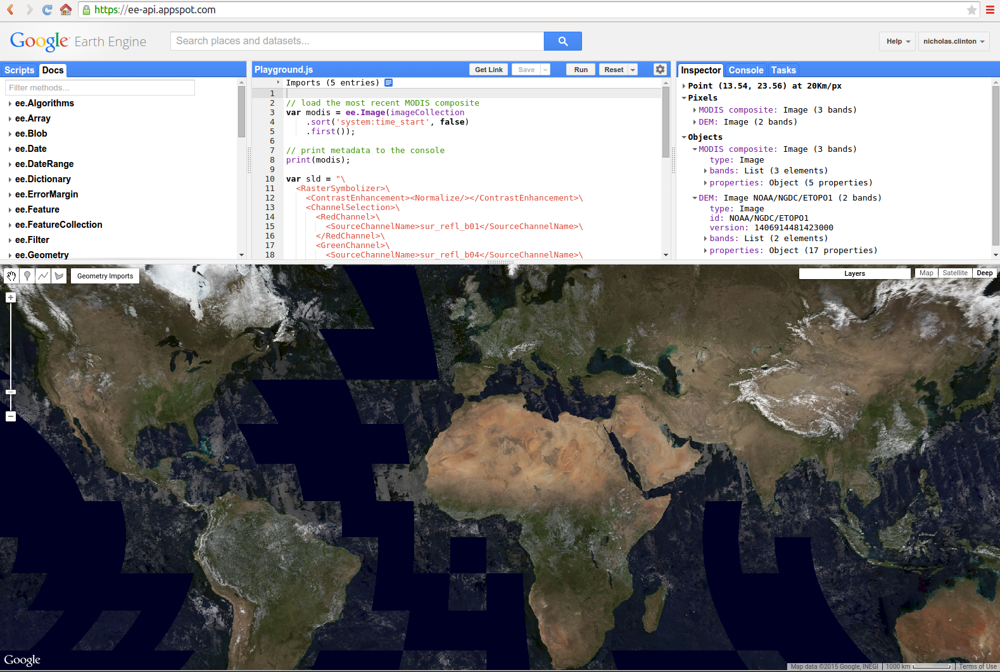 https://ee-api.appspot.com
Google Earth Engine
Search places and datasets...
Help
nicholas.clinton
Scripts Docs
Filter methods...
ee.Algorithms
ee.Array
ee.Blob
ee.Date
ee.DateRange
ee.Dictionary
ee.ErrorMargin
ee.Feature
ee.FeatureCollection
ee.Filter
ee.Geometry
Playground.js Get Link Save Run Reset
Imports (5 entries)
1
2 // load the most recent MODIS composite
3 var modis = ee.Image(imageCollection
4 .sort('system:time_start', false)
5 .first());
6
7 // print metadata to the console
8 print(modis);
9
10 var sld = "\
11 <RasterSymbolizer>\
12 <ContrastEnhancement><Normalize/></ContrastEnhancement>\
13 <ChannelSelection>\
14 <RedChannel>\
15 <SourceChannelName>sur_refl_b01</SourceChannelName>\
16 </RedChannel>\
17 <GreenChannel>\
18 <SourceChannelName>sur_refl_b04</SourceChannelName>\
Inspector Console Tasks
Point (13.54, 23.56) at 20Km/px
Pixels
MODIS composite: Image (3 bands)
DEM: Image (2 bands)
Objects
MODIS composite: Image (3 bands)
type: Image
bands: List (3 elements)
properties: Object (5 properties)
DEM: Image NOAA/NGDC/ETOPO1 (2 bands)
type: Image
id: NOAA/NGDC/ETOPO1
version: 1406914481423000
bands: List (2 elements)
properties: Object (17 properties)
Geometry Imports
Layers
Map Satellite Deep
Google
Map data ©2015 Google, INEGI 1000 km Terms of Use